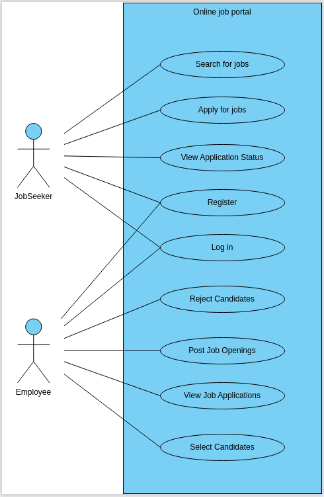 Online job portal
Search for jobs
Apply for jobs
View Application Status
JobSeeker
Register
Log in
Reject Candidates
Post Job Openings
Employee
View Job Applications
Select Candidates